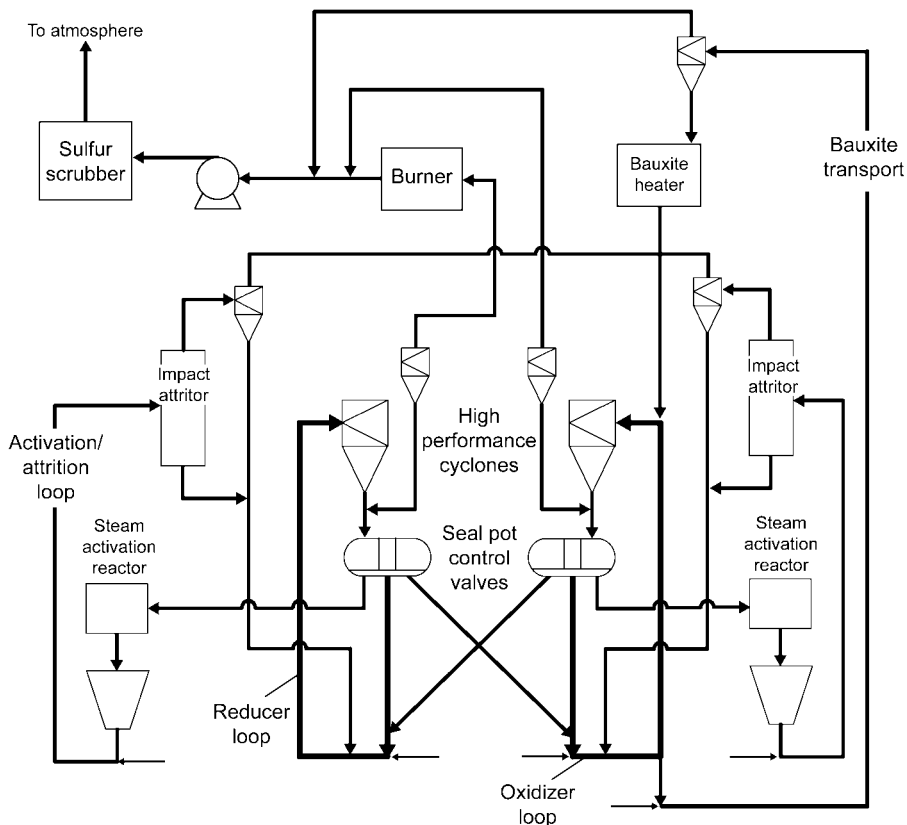 To atmosphere
Sulfur
scrubber
Burner
Bauxite
heater
Bauxite
transport
Impact
attritor
Impact
attritor
High
performance
cyclones
Activation/
attrition
loop
Steam
activation
reactor
Seal pot
control
valves
Steam
activation
reactor
Reducer
loop
Oxidizer
loop